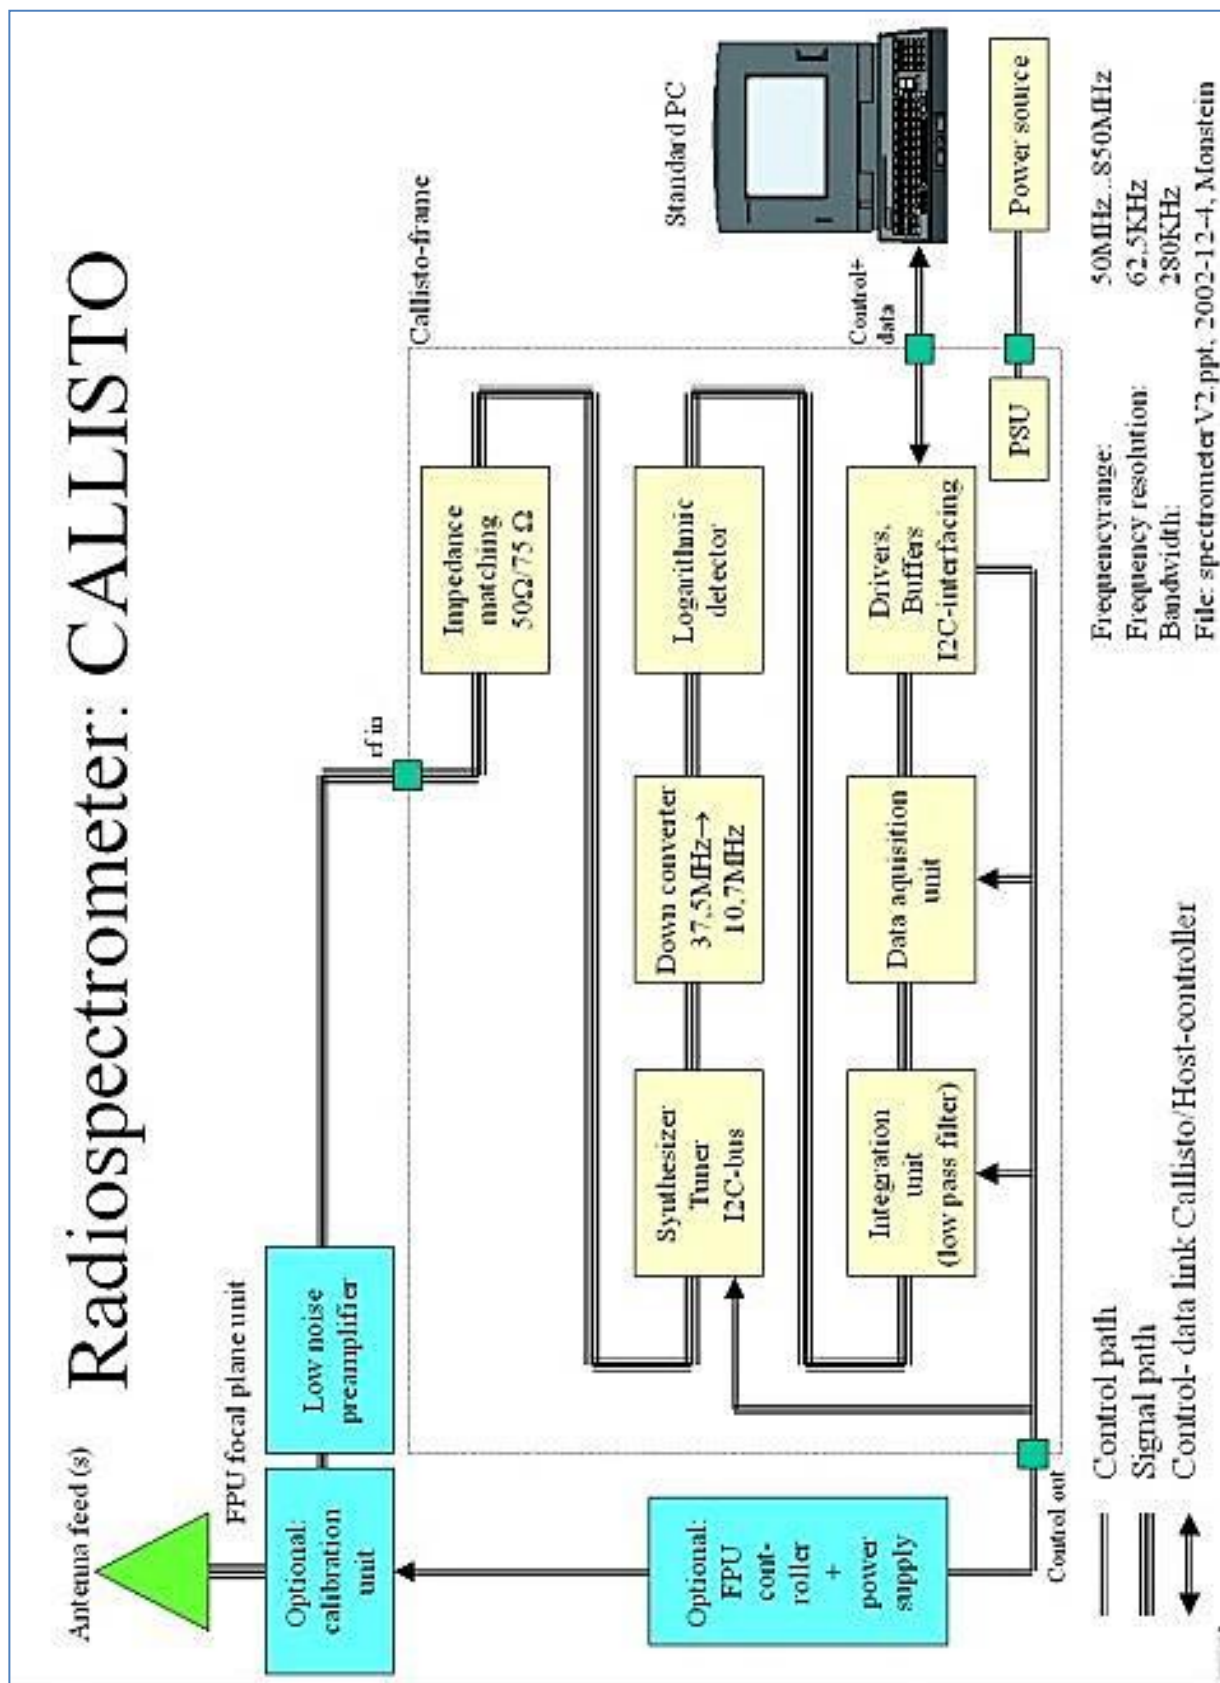 Radiospectrometer: CALLISTO
Antenna feed (s)
FPU focal plane unit
Optional:
calibration
unit
Low noise
preamplifier
rf in
Callisto-frame
Impedance
matching
50Ω/75 Ω
Standard PC
Synthesizer
Tuner
I2C-bus
Down converter
37.5MHz→
10.7MHz
Logarithmic
detector
Optional:
FPU
cont-
roller
+
power
supply
Integration
unit
(low pass filter)
Data aquisition
unit
Drivers,
Buffers
I2C-interfacing
Control+
data
PSU
Power source
Control out
Control path
Signal path
Control- data link Callisto/Host-controller
Frequencyrange: 50MHz..850MHz
Frequency resolution: 62.5KHz
Bandwidth: 280KHz
File: spectrometerV2.ppt, 2002-12-4, Monstein